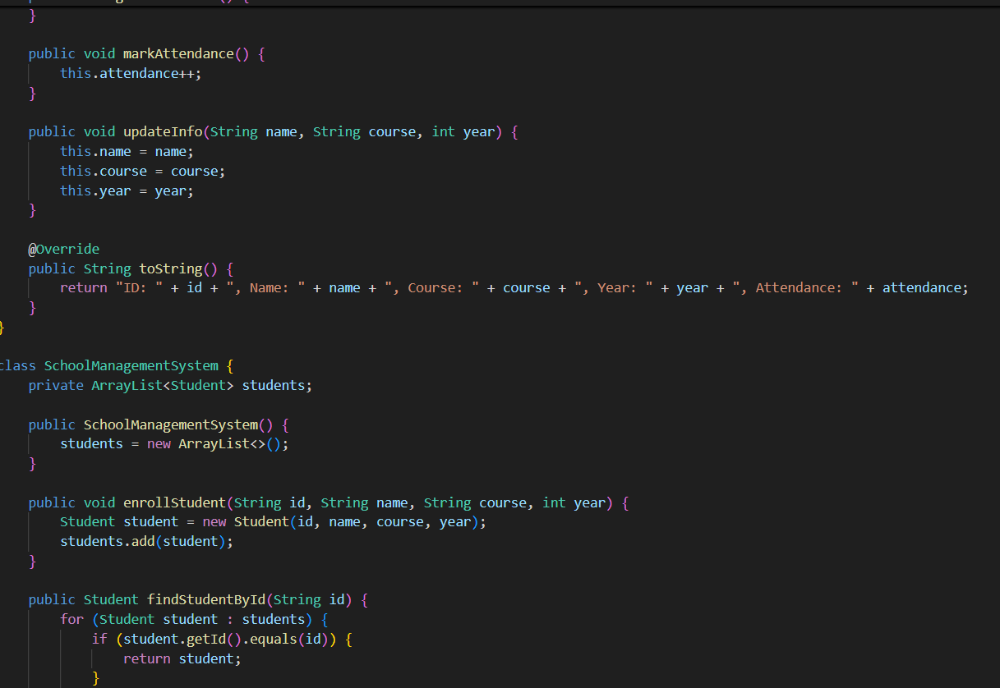 }

    public void markAttendance() {
        this.attendance++;
    }

    public void updateInfo(String name, String course, int year) {
        this.name = name;
        this.course = course;
        this.year = year;
    }

    @Override
    public String toString() {
        return "ID: " + id + ", Name: " + name + ", Course: " + course + ", Year: " + year + ", Attendance: " + attendance;
    }
}

class SchoolManagementSystem {
    private ArrayList<Student> students;

    public SchoolManagementSystem() {
        students = new ArrayList<>();
    }

    public void enrollStudent(String id, String name, String course, int year) {
        Student student = new Student(id, name, course, year);
        students.add(student);
    }

    public Student findStudentById(String id) {
        for (Student student : students) {
            if (student.getId().equals(id)) {
                return student;
            }